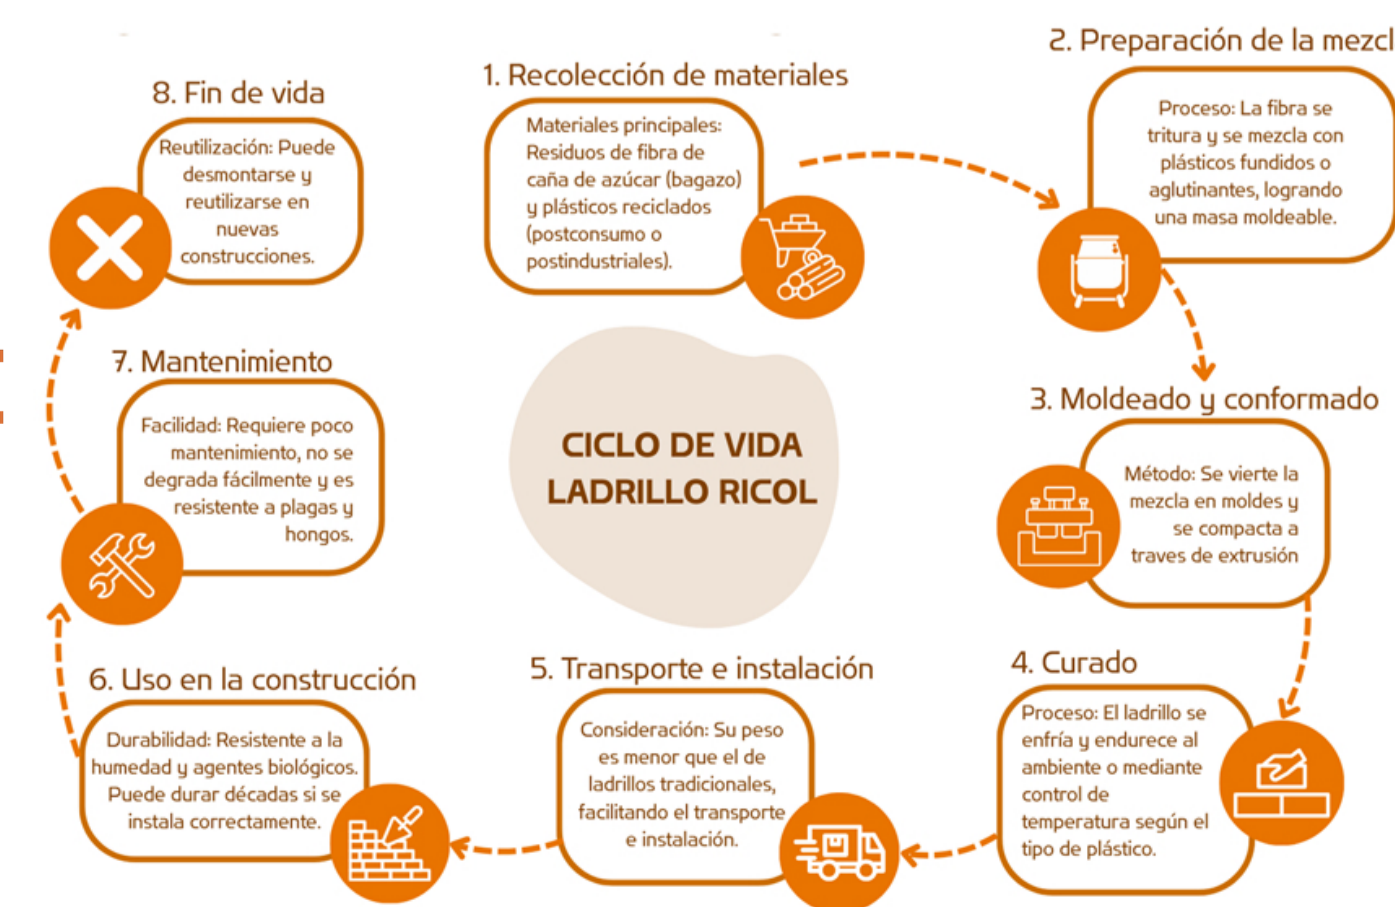 1. Recolección de materiales
Materiales principales:
Residuos de fibra de
caña de azúcar (bagazo)
y plásticos reciclados
(postconsumo o
postindustriales).
2. Preparación de la mezcl
Proceso: La fibra se
tritura y se mezcla con
plásticos fundidos o
aglutinantes, logrando
una masa moldeable.
3. Moldeado y conformado
Método: Se vierte la
mezcla en moldes y
se compacta a
traves de extrusión
4. Curado
Proceso: El ladrillo se
enfría y endurece al
ambiente o mediante
control de
temperatura según el
tipo de plástico.
5. Transporte e instalación
Consideración: Su peso
es menor que el de
ladrillos tradicionales,
facilitando el transporte
e instalación.
6. Uso en la construcción
Durabilidad: Resistente a la
humedad y agentes biológicos.
Puede durar décadas si se
instala correctamente.
7. Mantenimiento
Facilidad: Requiere poco
mantenimiento, no se
degrada fácilmente y es
resistente a plagas y
hongos.
8. Fin de vida
Reutilización: Puede
desmontarse y
reutilizarse en
nuevas
construcciones.
CICLO DE VIDA
LADRILLO RICOL